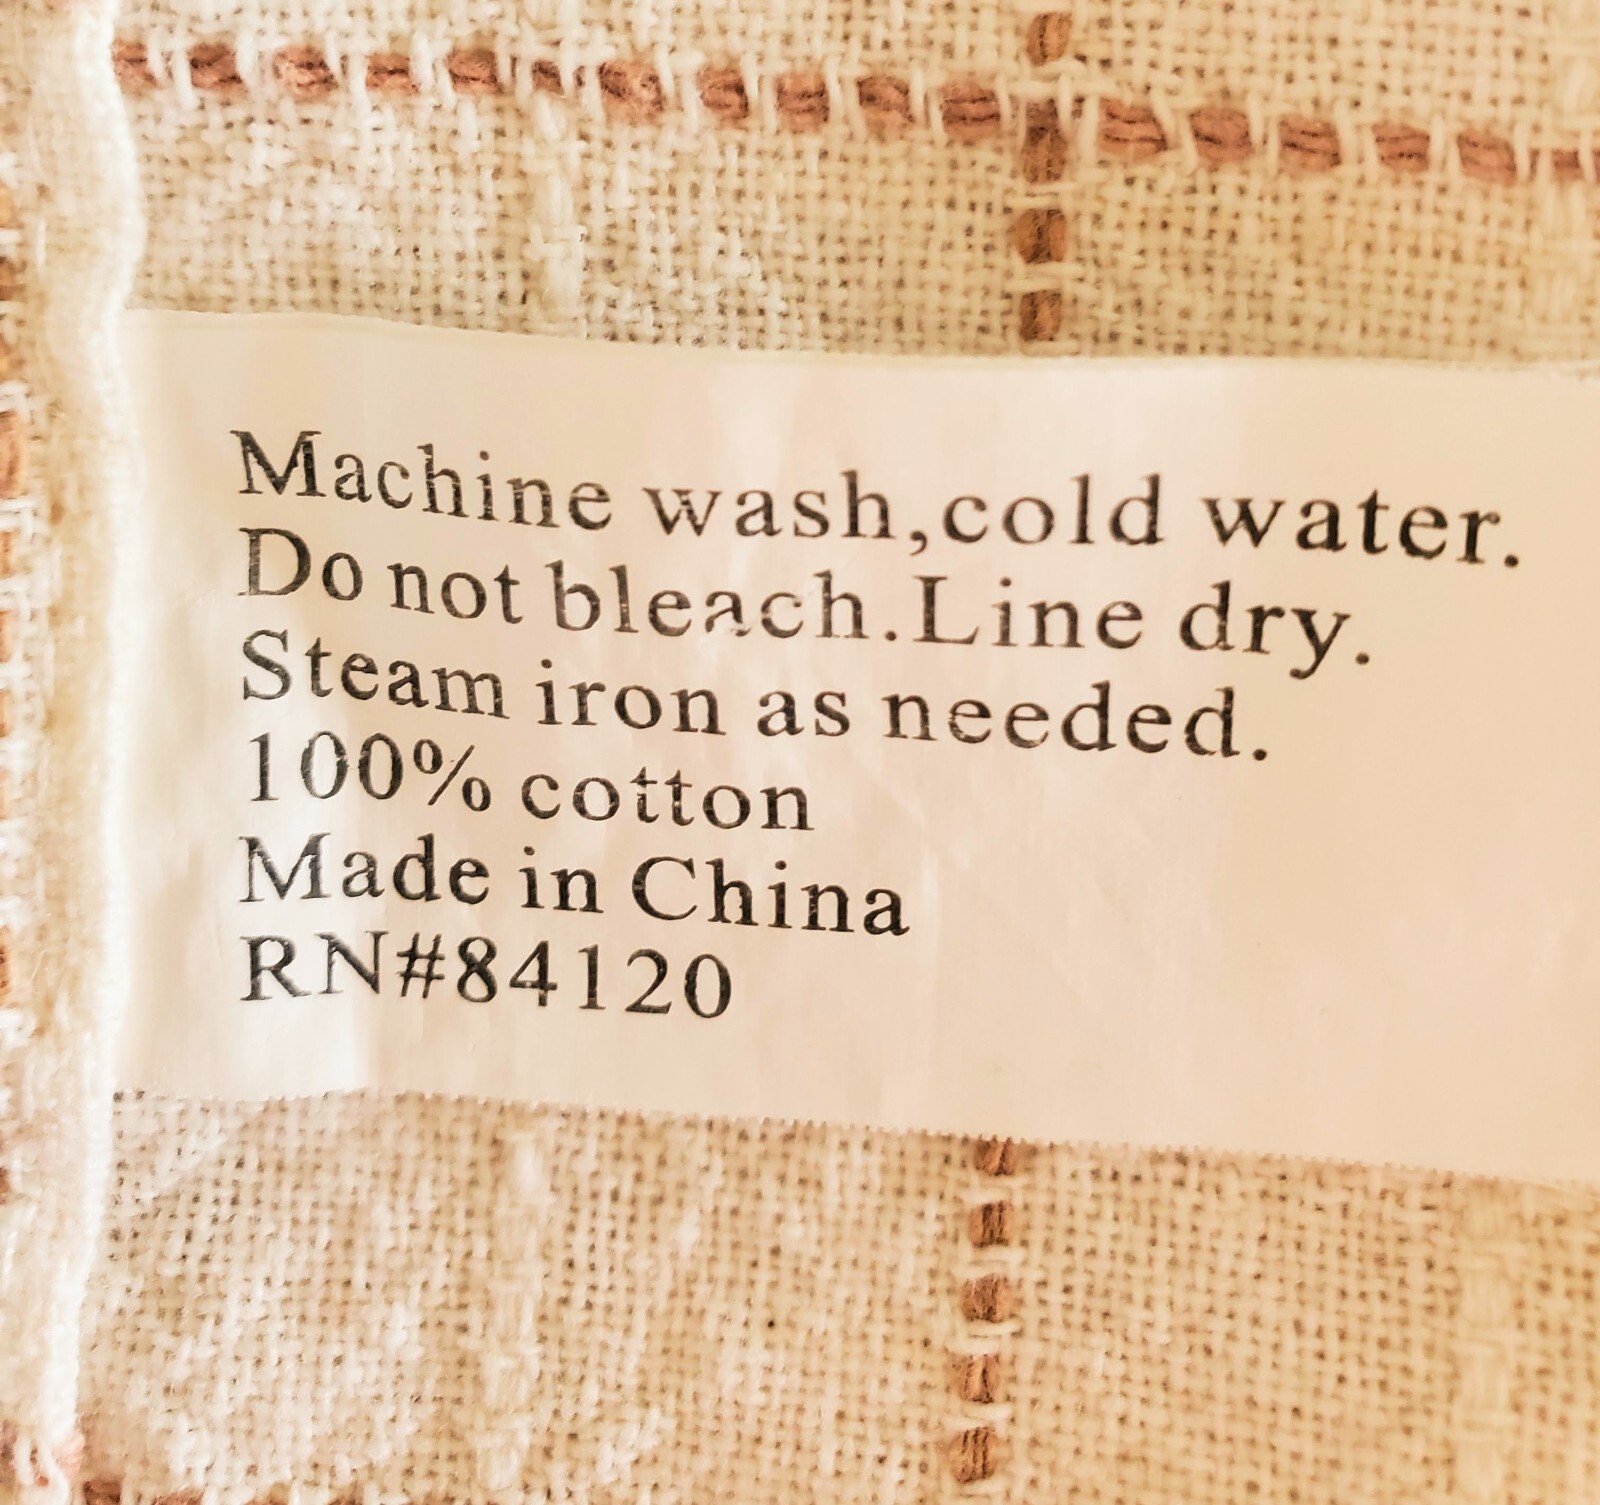 Machine wash,cold water.
Do not bleach.Line dry.
Steam iron as needed.
100% cotton
Made in China
RN#84120